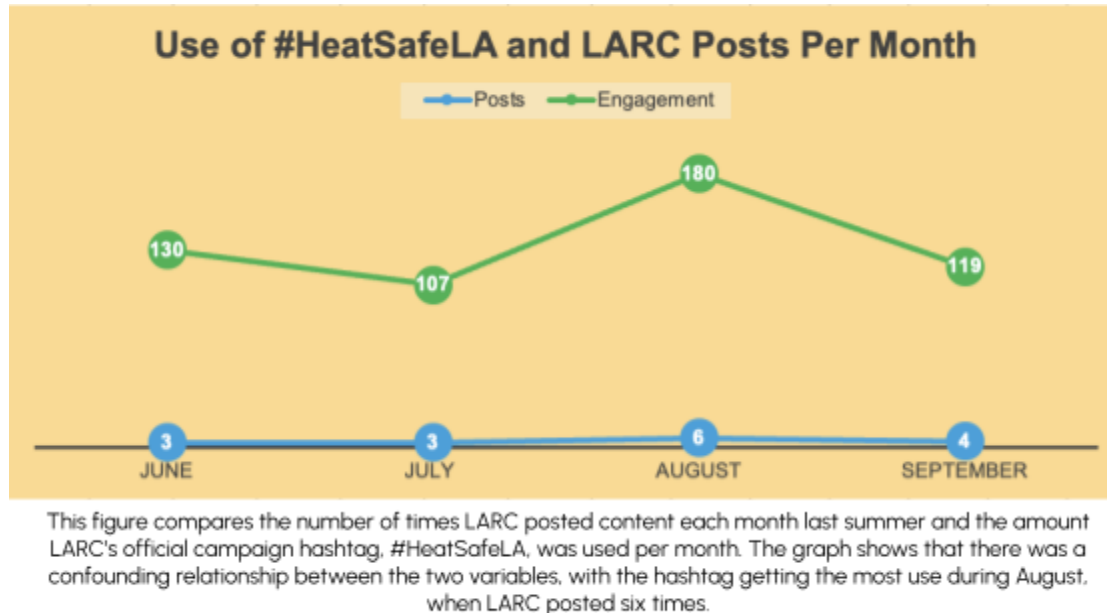 Use of #HeatSafeLA and LARC Posts Per Month
Posts Engagement
180
130
119
107
3 3 6 4
JUNE JULY AUGUST SEPTEMBER
This figure compares the number of times LARC posted content each month last summer and the amount
LARC's official campaign hashtag, #HeatSafeLA, was used per month. The graph shows that there was a
confounding relationship between the two variables, with the hashtag getting the most use during August,
when LARC posted six times.